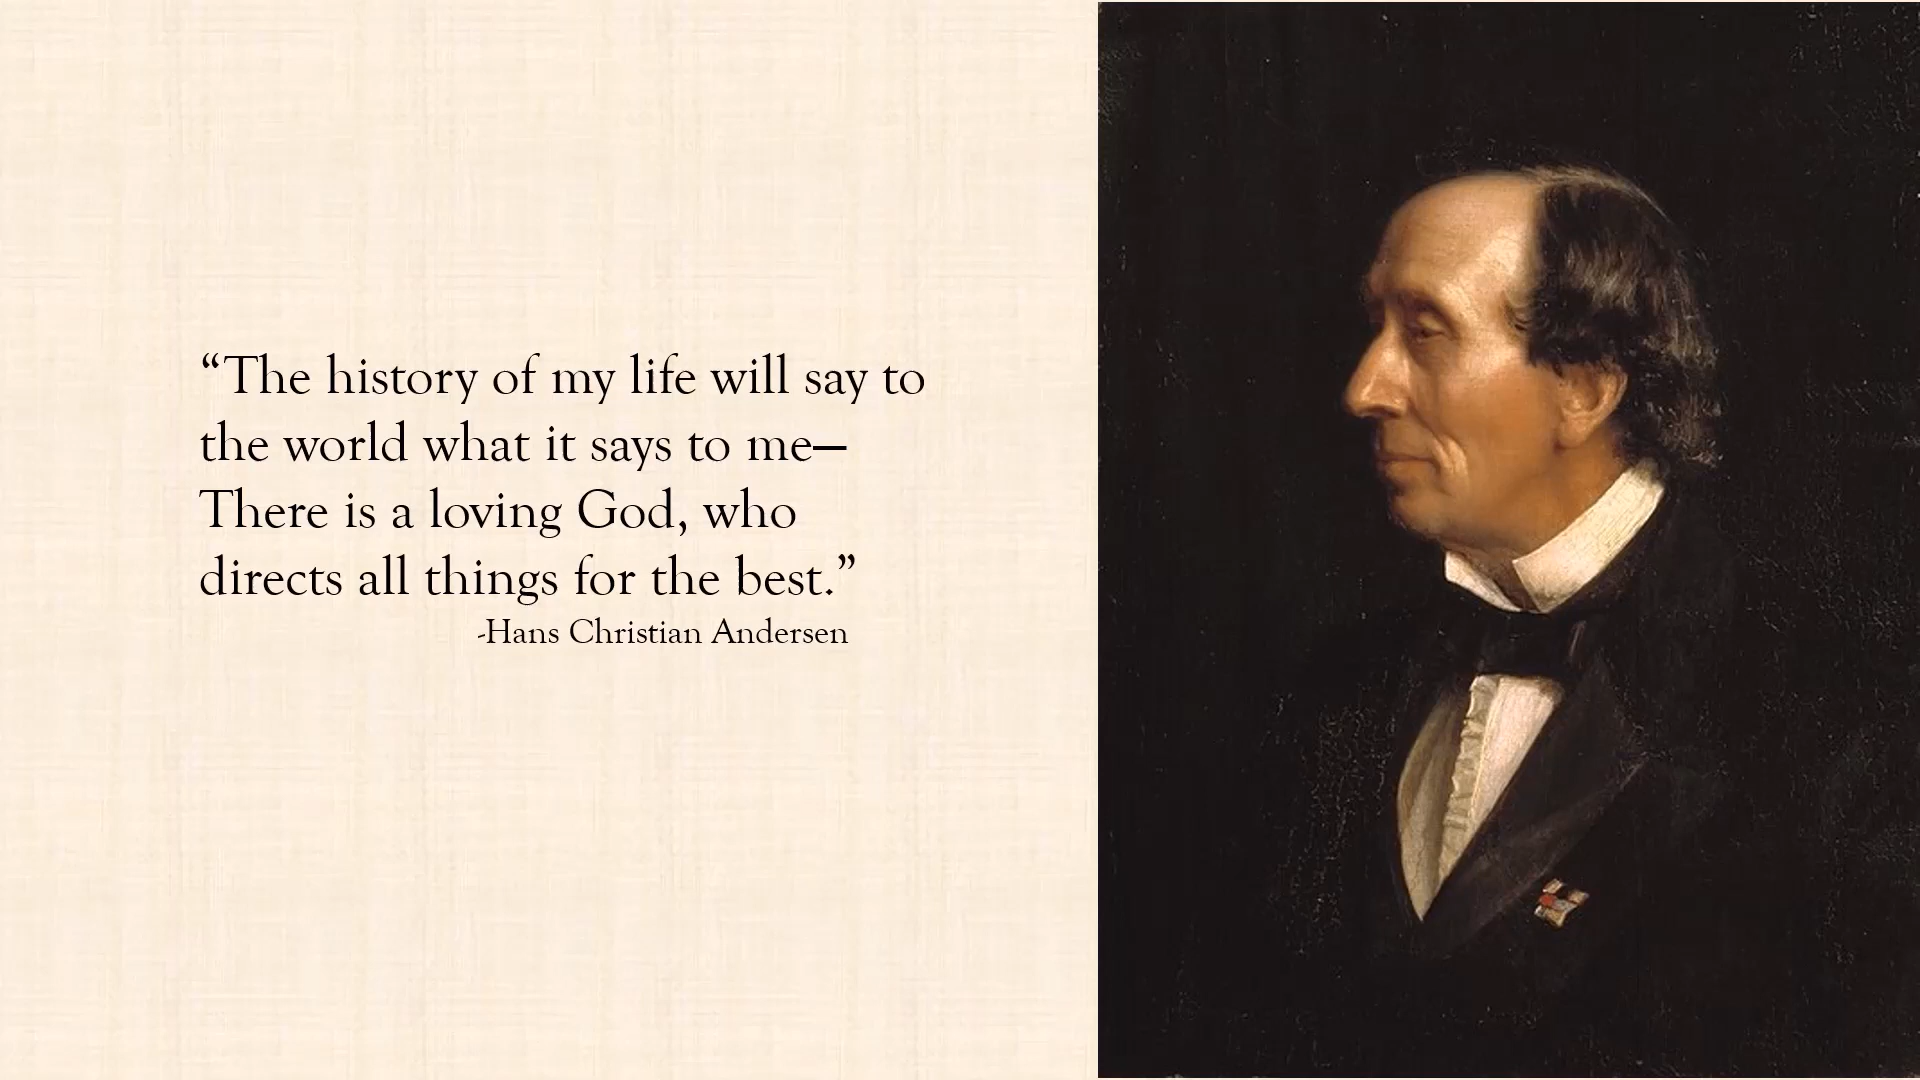 “The history of my life will say to
the world what it says to me—
There is a loving God, who
directs all things for the best.”
-Hans Christian Andersen